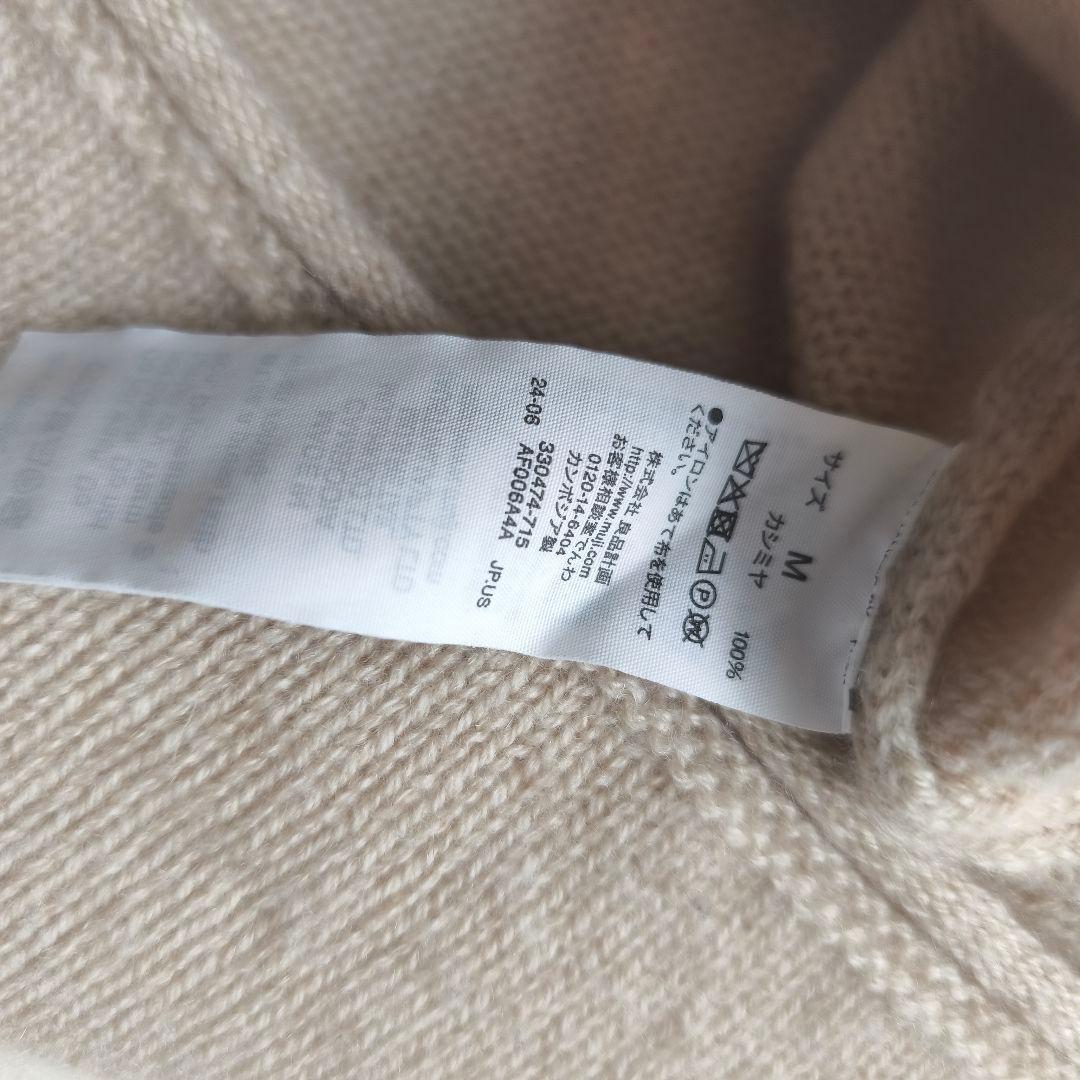 サイズ M
カシミヤ 100%
●アイロンはあて布を使用して
ください。
株式会社 良品計画
http://www.muji.com
お客様相談室でんわ
0120-14-6404
カンボジア製
330474-715
24-06 AF006A4A JP.US